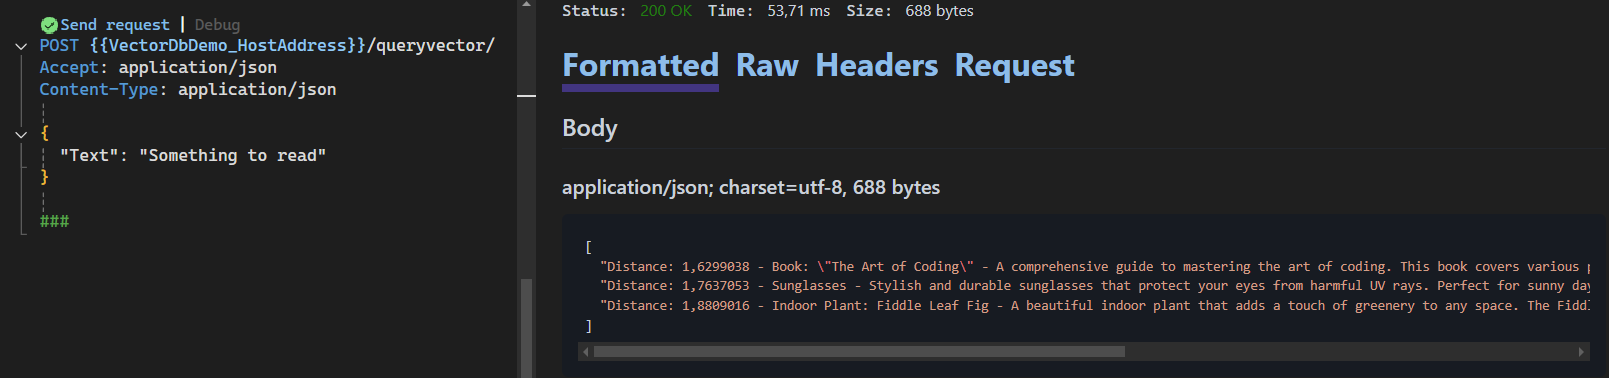 Send request | Debug
POST {{VectorDbDemo_HostAddress}}/queryvector/
Accept: application/json
Content-Type: application/json
{
"Text": "Something to read"
}
###
Status: 200 OK Time: 53,71 ms Size: 688 bytes
Formatted Raw Headers Request
Body
application/json; charset=utf-8, 688 bytes
[
"Distance: 1,6299038 - Book: \"The Art of Coding\" - A comprehensive guide to mastering the art of coding. This book covers various
"Distance: 1,7637053 - Sunglasses - Stylish and durable sunglasses that protect your eyes from harmful UV rays. Perfect for sunny day
"Distance: 1,8809016 - Indoor Plant: Fiddle Leaf Fig - A beautiful indoor plant that adds a touch of greenery to any space. The Fiddl
]